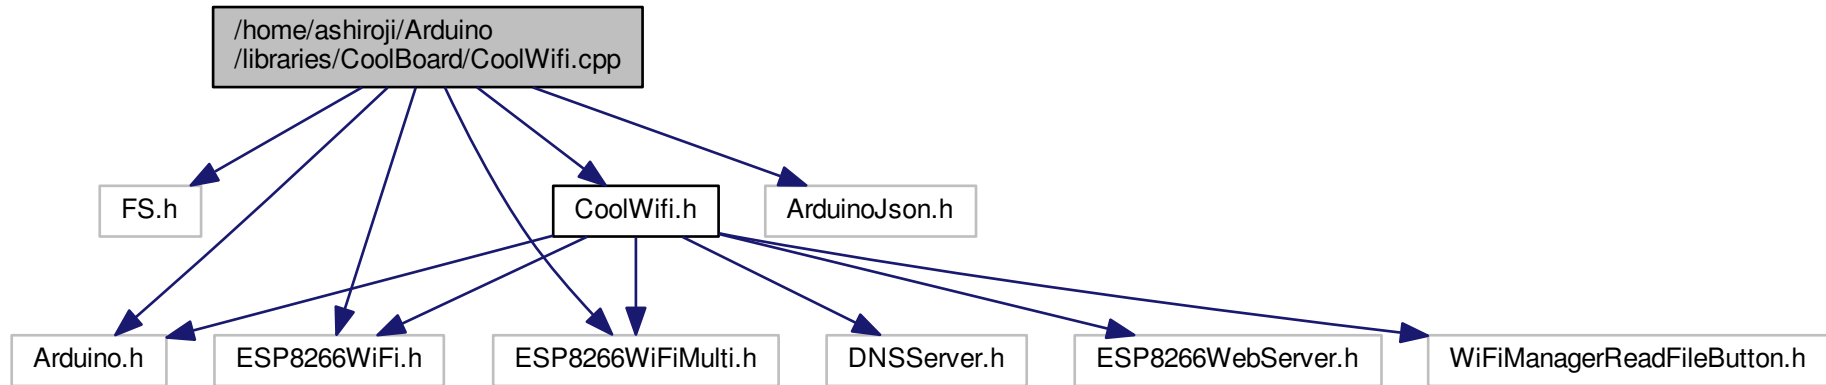 /home/ashiroji/Arduino
/libraries/CoolBoard/CoolWifi.cpp
FS.h
CoolWifi.h
ArduinoJson.h
Arduino.h
ESP8266WiFi.h
ESP8266WiFiMulti.h
DNSServer.h
ESP8266WebServer.h
WiFiManagerReadFileButton.h